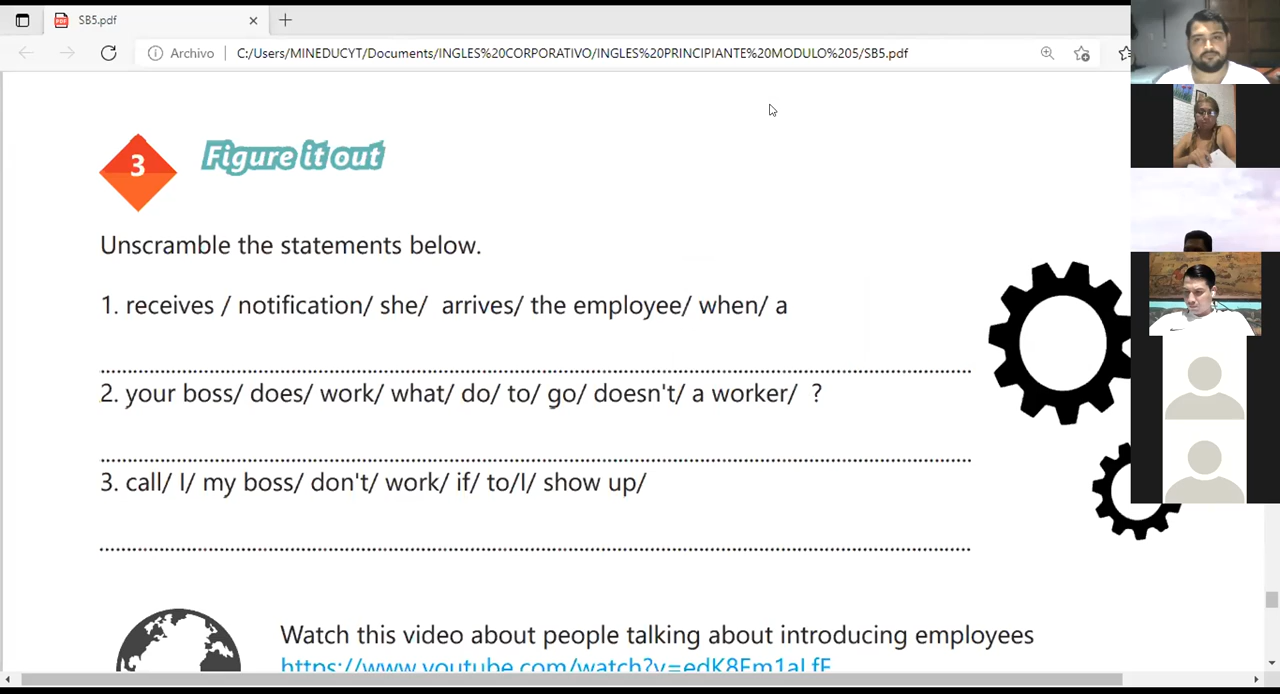 SB5.pdf
Archivo C:/Users/MINEDUCYT/Documents/INGLES%20CORPORATIVO/INGLES%20PRINCIPIANTE%20MODULO%205/SB5.pdf
3 Figure it out
Unscramble the statements below.
1. receives / notification/ she/ arrives/ the employee/ when/ a
2. your boss/ does/ work/ what/ do/ to/ go/ doesn't/ a worker/ ?
3. call/ I/ my boss/ don't/ work/ if/ to/I/ show up/
Watch this video about people talking about introducing employees